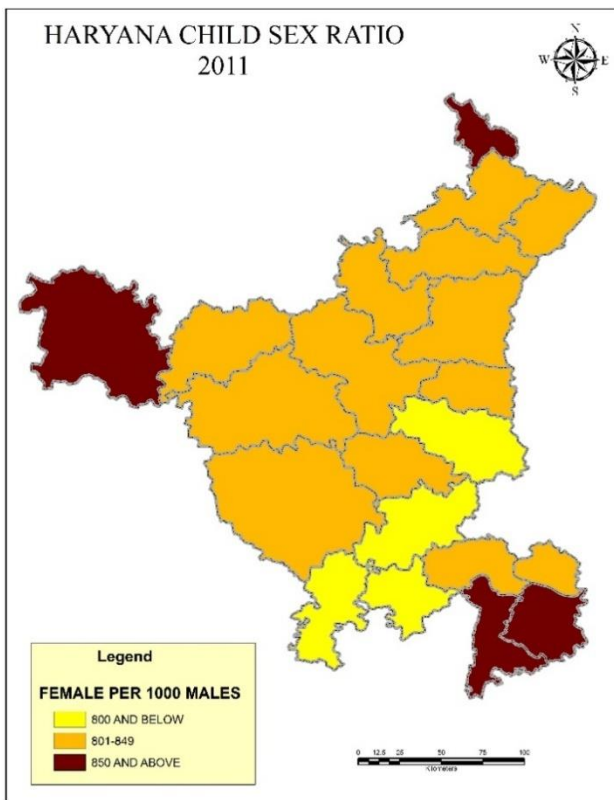 HARYANA CHILD SEX RATIO
2011
N
W E
S
Legend
FEMALE PER 1000 MALES
800 AND BELOW
801-849
850 AND ABOVE
0 12.5 25 50 75 100
Kilometers